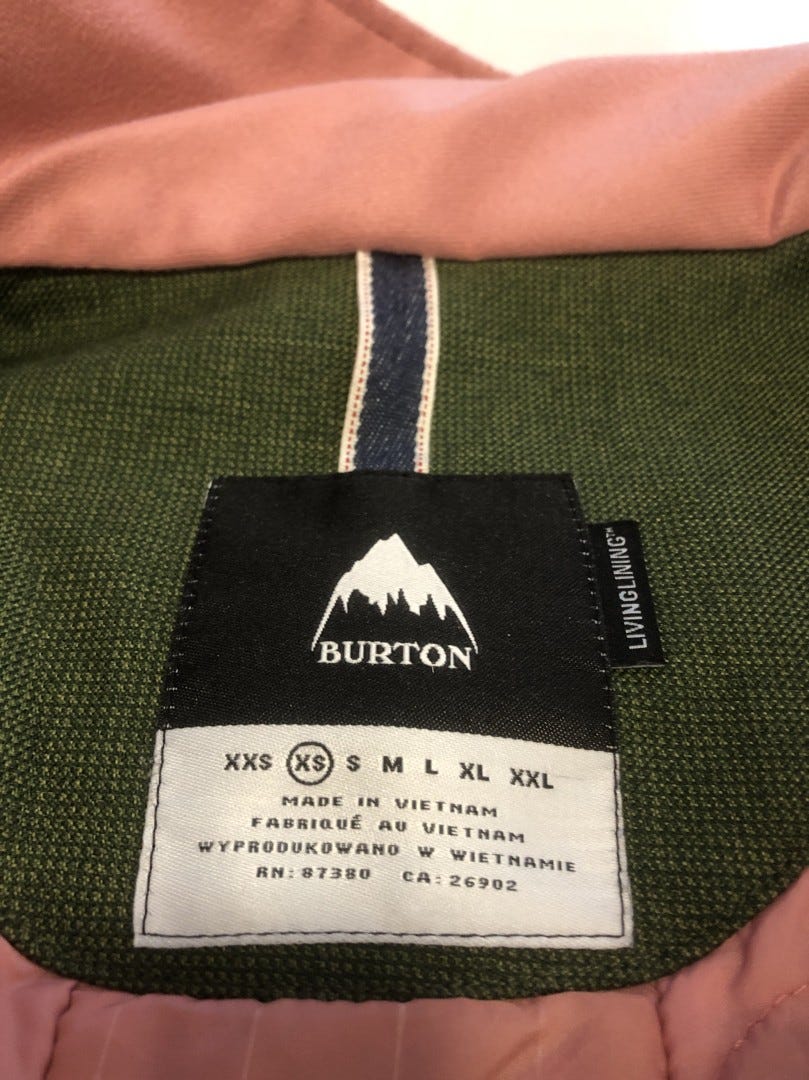 BURTON
LIVINGLINING™
XXS XS S M L XL XXL
MADE IN VIETNAM
FABRIQUÉ AU VIETNAM
WYPRODUKOWANO W WIETNAMIE
RN: 87380 CA: 26902